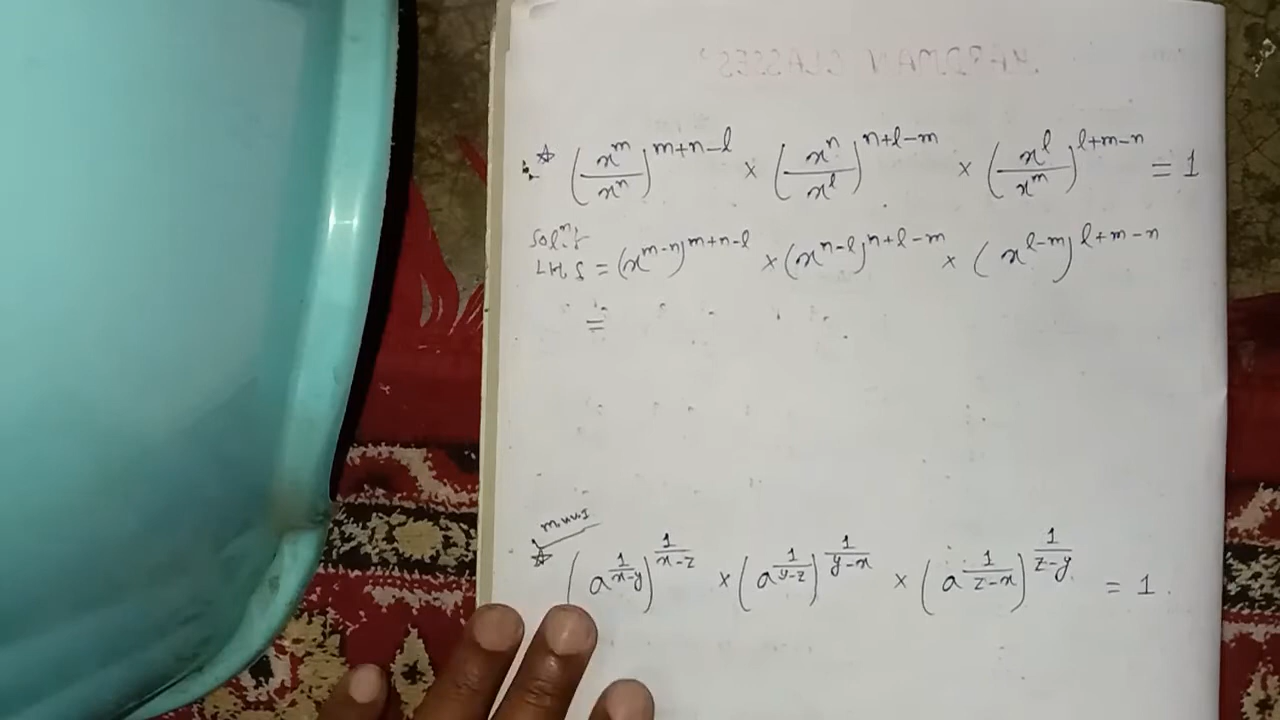 (x^m/x^n)^{m+n-l} × (x^n/x^l)^{n+l-m} × (x^l/x^m)^{l+m-n} = 1
Sol^n:-
LHS = (x^{m-n})^{m+n-l} × (x^{n-l})^{n+l-m} × (x^{l-m})^{l+m-n}
=
(a^{1/(x-y)})^{1/(x-z)} × (a^{1/(y-z)})^{1/(y-x)} × (a^{1/(z-x)})^{1/(z-y)} = 1.